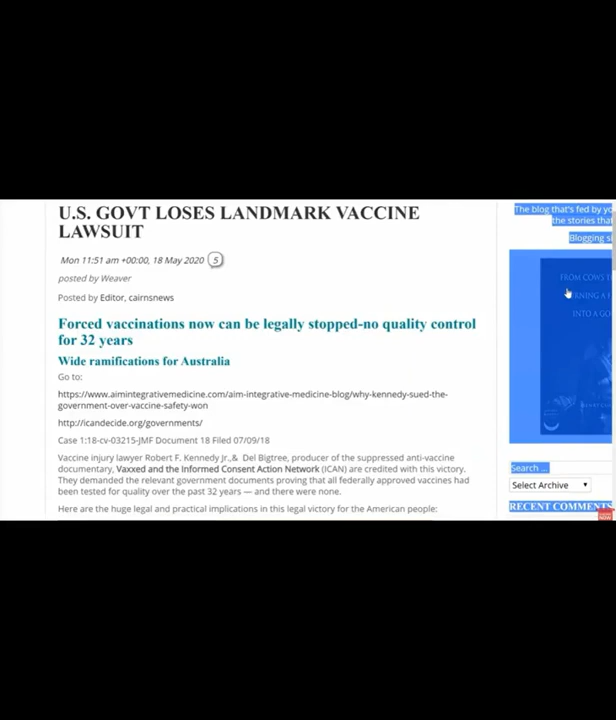 U.S. GOVT LOSES LANDMARK VACCINE
LAWSUIT
Mon 11:51 am +00:00, 18 May 2020 5
posted by Weaver
Posted by Editor, cairnsnews
Forced vaccinations now can be legally stopped-no quality control
for 32 years
Wide ramifications for Australia
Go to:
https://www.aimintegrativemedicine.com/aim-integrative-medicine-blog/why-kennedy-sued-the-
government-over-vaccine-safety-won
http://icandecide.org/governments/
Case 1:18-cv-03215-JMF Document 18 Filed 07/09/18
Vaccine injury lawyer Robert F. Kennedy Jr.,& Del Bigtree, producer of the suppressed anti-vaccine
documentary, Vaxxed and the Informed Consent Action Network (ICAN) are credited with this victory.
They demanded the relevant government documents proving that all federally approved vaccines had
been tested for quality over the past 32 years — and there were none.
Here are the huge legal and practical implications in this legal victory for the American people:
The blog that's fed by yo
the stories tha
Blogging si
FROM COWS T
RNING A
INTO A GO
Search ...
Select Archive
RECENT COMMENTS